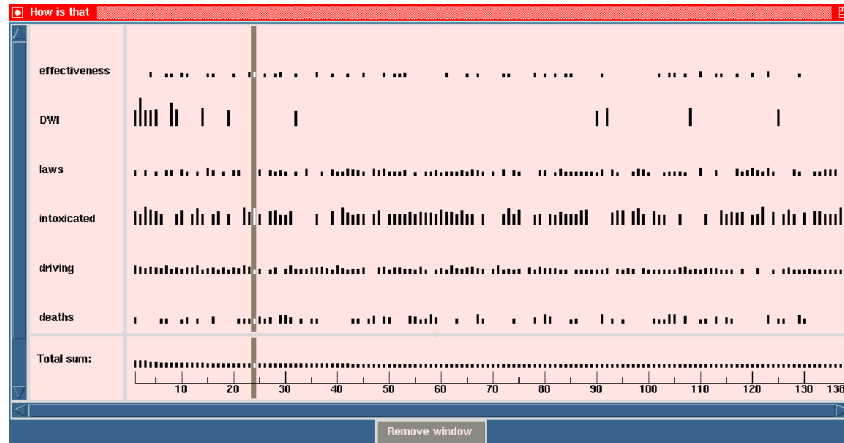 How is that
effectiveness
DWI
laws
intoxicated
driving
deaths
Total sum:
10 20 30 40 50 60 70 80 90 100 110 120 130 138
Remove window